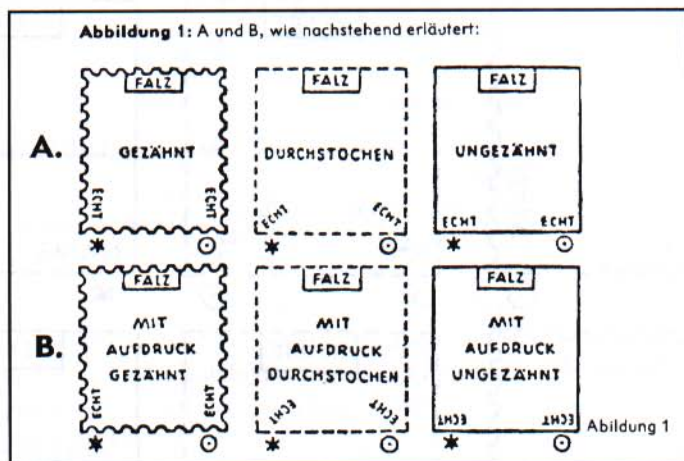 Abbildung 1: A und B, wie nachstehend erläutert:
FALZ FALZ FALZ
A. GEZÄHNT DURCHSTOCHEN UNGEZÄHNT
ECHT ECHT ECHT ECHT ECHT ECHT
FALZ FALZ FALZ
MIT MIT MIT
B. AUFDRUCK AUFDRUCK AUFDRUCK
GEZÄHNT DURCHSTOCHEN UNGEZÄHNT
ECHT ECHT ECHT ECHT ECHT ECHT Abildung 1